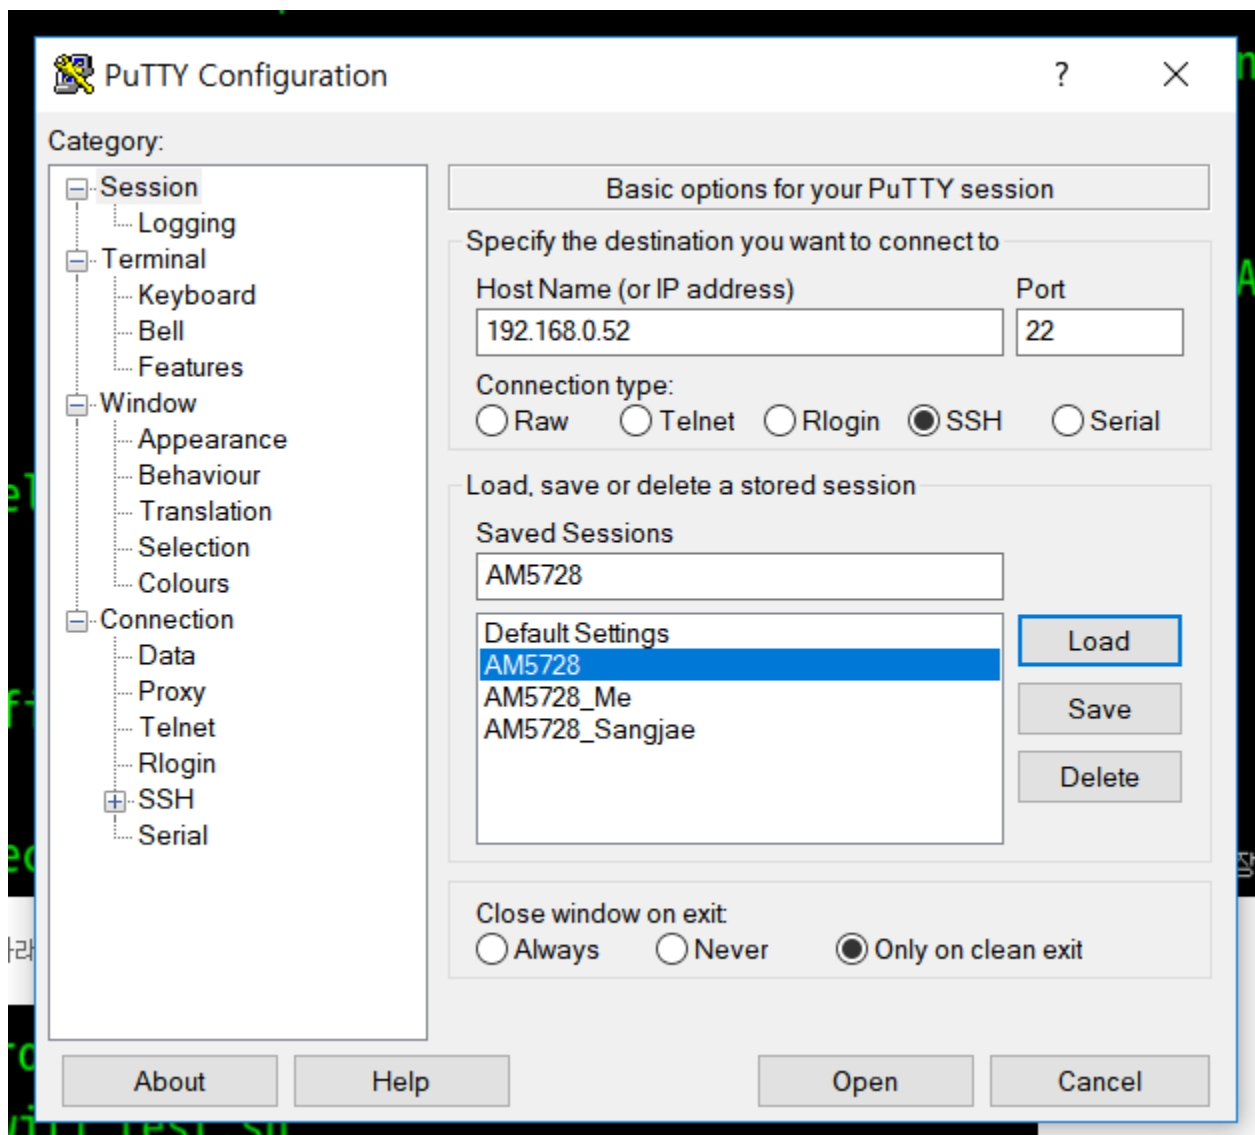 PuTTY Configuration
?
Category:
Session
Logging
Terminal
Keyboard
Bell
Features
Window
Appearance
Behaviour
Translation
Selection
Colours
Connection
Data
Proxy
Telnet
Rlogin
SSH
Serial
Basic options for your PuTTY session
Specify the destination you want to connect to
Host Name (or IP address) Port
192.168.0.52 22
Connection type:
Raw Telnet Rlogin SSH Serial
Load, save or delete a stored session
Saved Sessions
AM5728
Default Settings
AM5728
AM5728_Me
AM5728_Sangjae
Load
Save
Delete
Close window on exit:
Always Never Only on clean exit
About Help Open Cancel